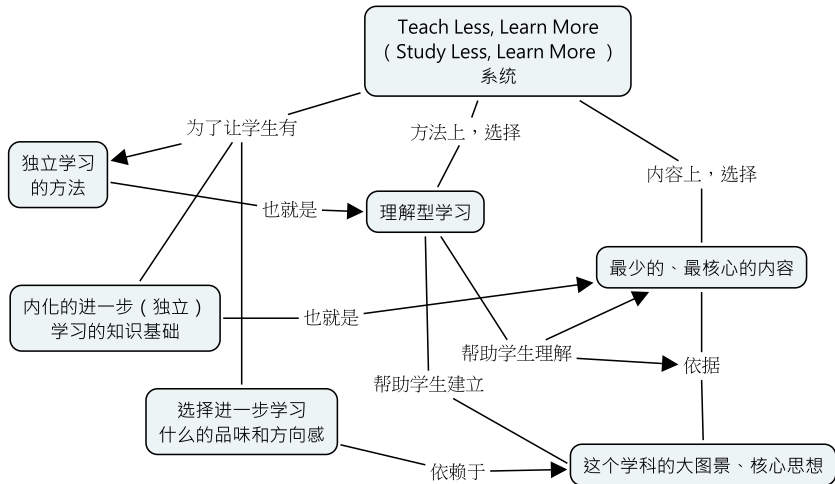 Teach Less, Learn More
（Study Less, Learn More ）
系统
为了让学生有
方法上，选择
内容上，选择
独立学习
的方法
也就是
理解型学习
最少的、最核心的内容
内化的进一步（独立）
学习的知识基础
也就是
帮助学生理解
依据
帮助学生建立
选择进一步学习
什么的品味和方向感
依赖于
这个学科的大图景、核心思想